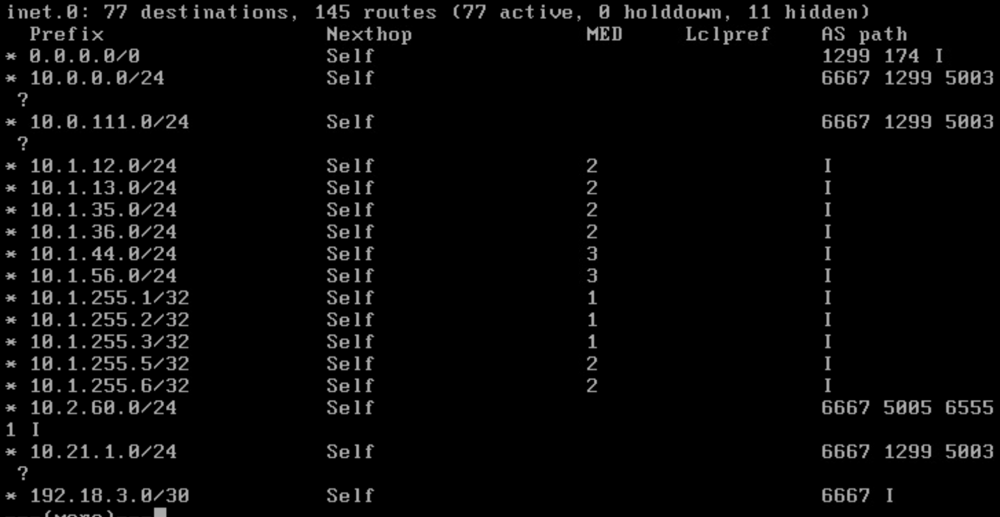 inet.0: 77 destinations, 145 routes (77 active, 0 holddown, 11 hidden)
  Prefix                  Nexthop              MED     Lclpref    AS path
* 0.0.0.0/0               Self                                    1299 174 I
* 10.0.0.0/24             Self                                    6667 1299 5003
 ?
* 10.0.111.0/24           Self                                    6667 1299 5003
 ?
* 10.1.12.0/24            Self                 2                  I
* 10.1.13.0/24            Self                 2                  I
* 10.1.35.0/24            Self                 2                  I
* 10.1.36.0/24            Self                 2                  I
* 10.1.44.0/24            Self                 3                  I
* 10.1.56.0/24            Self                 3                  I
* 10.1.255.1/32           Self                 1                  I
* 10.1.255.2/32           Self                 1                  I
* 10.1.255.3/32           Self                 1                  I
* 10.1.255.5/32           Self                 2                  I
* 10.1.255.6/32           Self                 2                  I
* 10.2.60.0/24            Self                                    6667 5005 6555
1 I
* 10.21.1.0/24            Self                                    6667 1299 5003
 ?
* 192.18.3.0/30           Self                                    6667 I
---(more)---